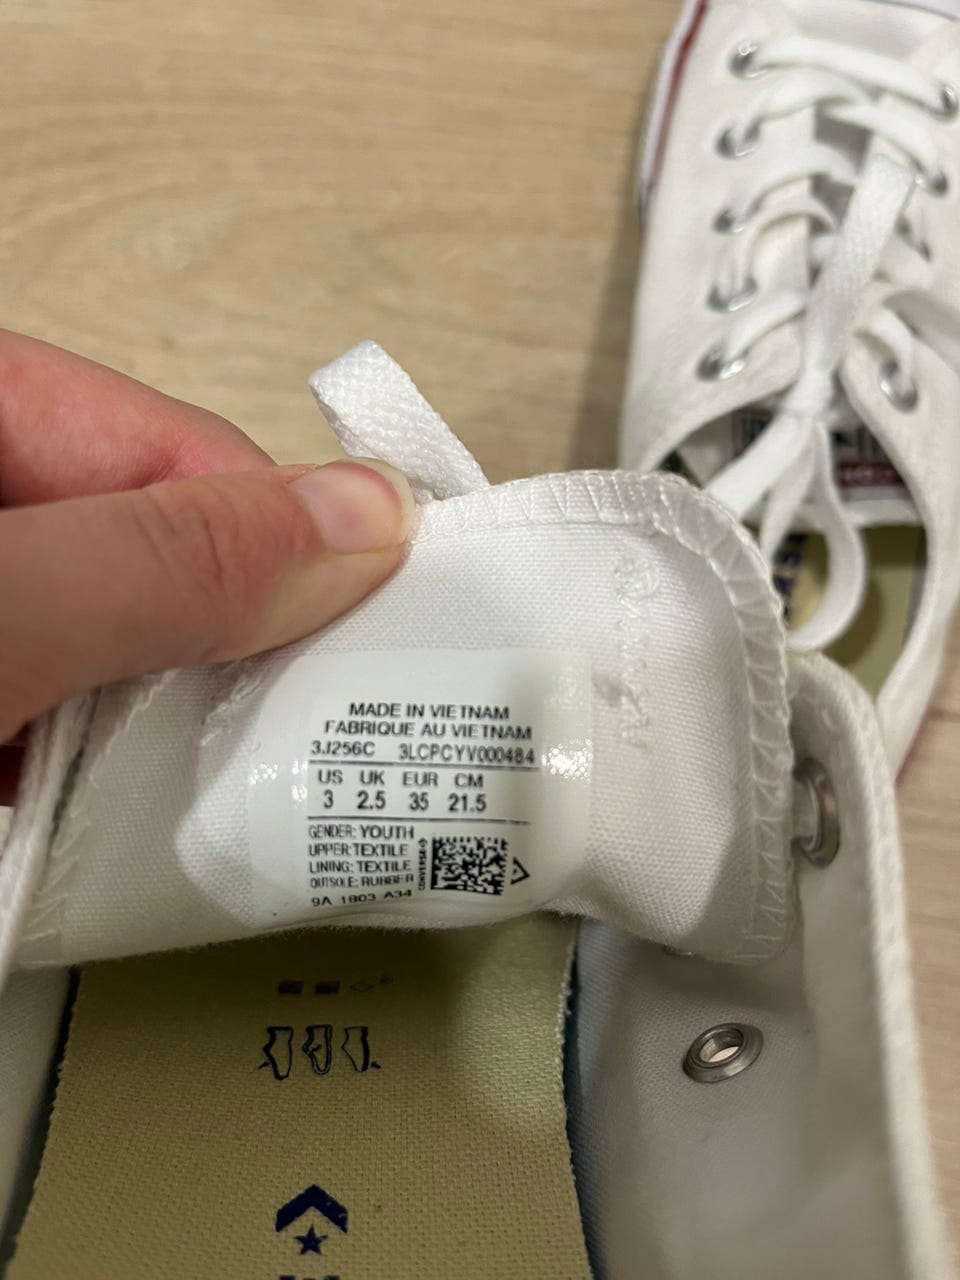 MADE IN VIETNAM
FABRIQUE AU VIETNAM
3J256C 3LCPCYV000484
US UK EUR CM
3 2.5 35 21.5
GENDER: YOUTH
UPPER: TEXTILE
LINING: TEXTILE
OUTSOLE: RUBBER
CONVERSE
9A 1803 A34